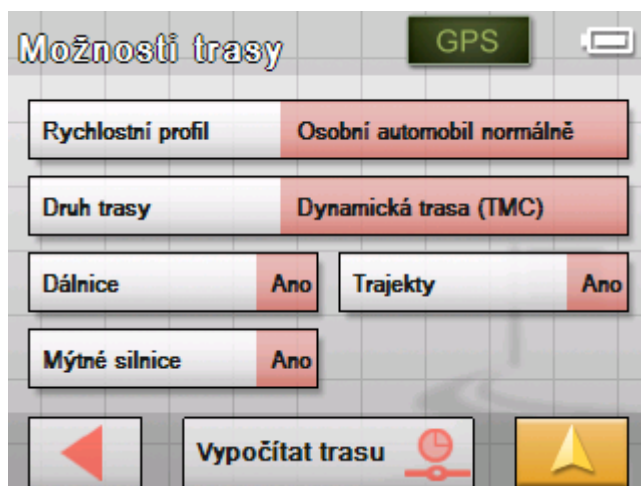 Možnosti trasy GPS
Rychlostní profil Osobní automobil normálně
Druh trasy Dynamická trasa (TMC)
Dálnice Ano Trajekty Ano
Mýtné silnice Ano
Vypočítat trasu